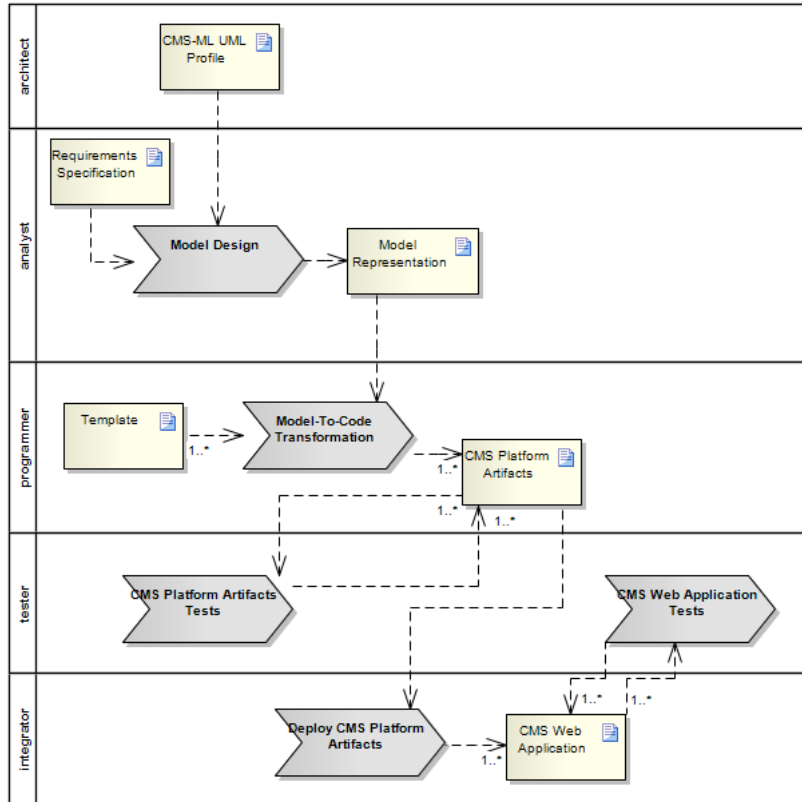 architect
CMS-ML UML
Profile
analyst
Requirements
Specification
Model Design
Model
Representation
programmer
Template
1..*
Model-To-Code
Transformation
1..*
CMS Platform
Artifacts
1..*
1..*
tester
CMS Platform Artifacts
Tests
CMS Web Application
Tests
integrator
Deploy CMS Platform
Artifacts
1..*
CMS Web
Application
1..*
1..*